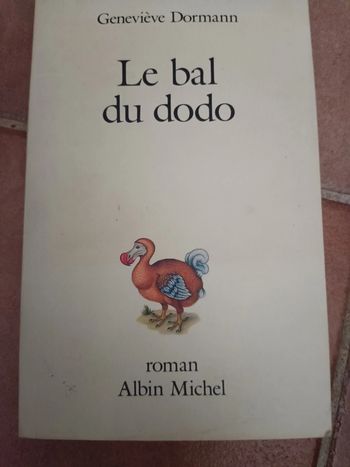 Geneviève Dormann
Le bal
du dodo
roman
Albin Michel